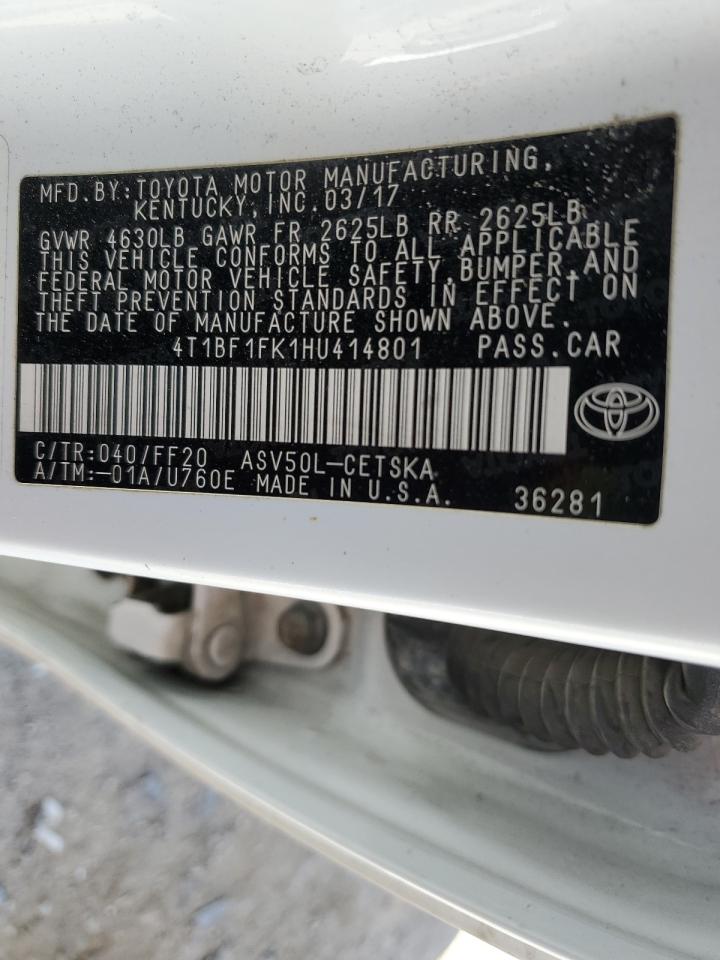 MFD. BY: TOYOTA MOTOR MANUFACTURING,
KENTUCKY, INC. 03/17
GVWR 4630LB GAWR FR 2625LB RR 2625LB
THIS VEHICLE CONFORMS TO ALL APPLICABLE
FEDERAL MOTOR VEHICLE SAFETY, BUMPER, AND
THEFT PREVENTION STANDARDS IN EFFECT ON
THE DATE OF MANUFACTURE SHOWN ABOVE.
4T1BF1FK1HU414801 PASS. CAR
C/TR: 040/FF20 ASV50L-CETSKA
A/TM: -01A/U760E MADE IN U.S.A. 36281